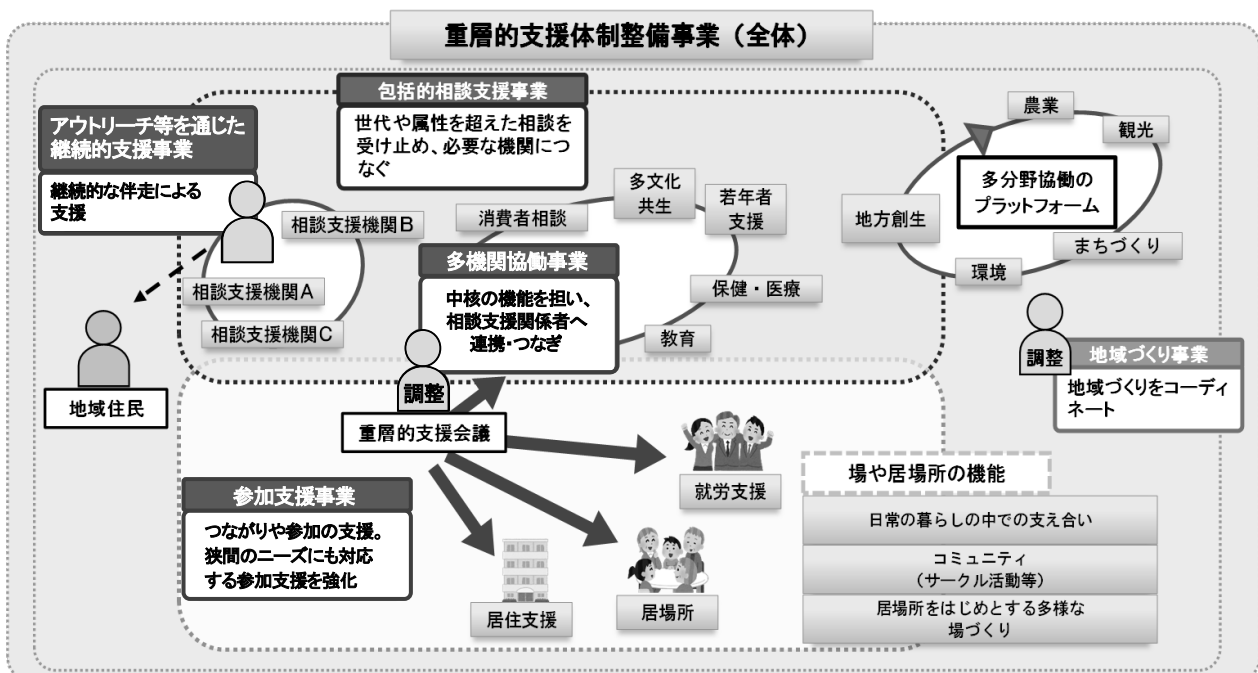 重層的支援体制整備事業（全体）
アウトリーチ等を通じた
継続的支援事業
継続的な伴走による
支援
包括的相談支援事業
世代や属性を超えた相談を
受け止め、必要な機関につ
なぐ
相談支援機関B
相談支援機関A
相談支援機関C
地域住民
消費者相談
多文化
共生
若年者
支援
保健・医療
教育
多機関協働事業
中核の機能を担い、
相談支援関係者へ
連携・つなぎ
調整
重層的支援会議
農業
観光
多分野協働の
プラットフォーム
地方創生
まちづくり
環境
調整
地域づくり事業
地域づくりをコーディ
ネート
参加支援事業
つながりや参加の支援。
狭間のニーズにも対応
する参加支援を強化
就労支援
居住支援
居場所
場や居場所の機能
日常の暮らしの中での支え合い
コミュニティ
（サークル活動等）
居場所をはじめとする多様な
場づくり